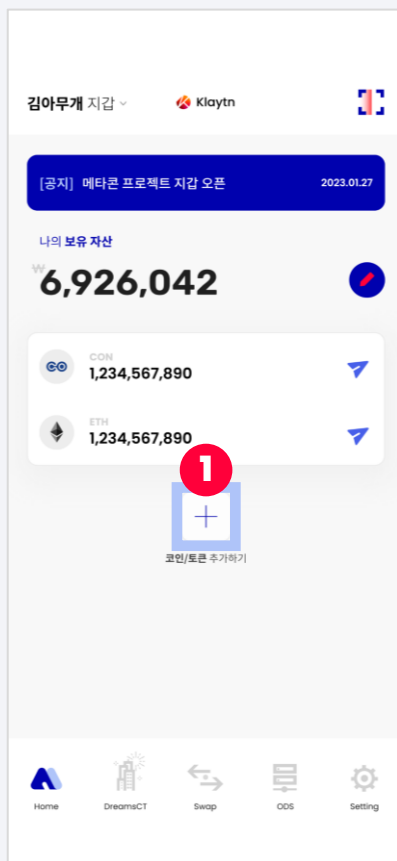 김아무개 지갑
Klaytn
[공지] 메타콘 프로젝트 지갑 오픈 2023.01.27
나의 보유 자산
₩6,926,042
CON
1,234,567,890
ETH
1,234,567,890
1
코인/토큰 추가하기
Home DreamsCT Swap ODS Setting